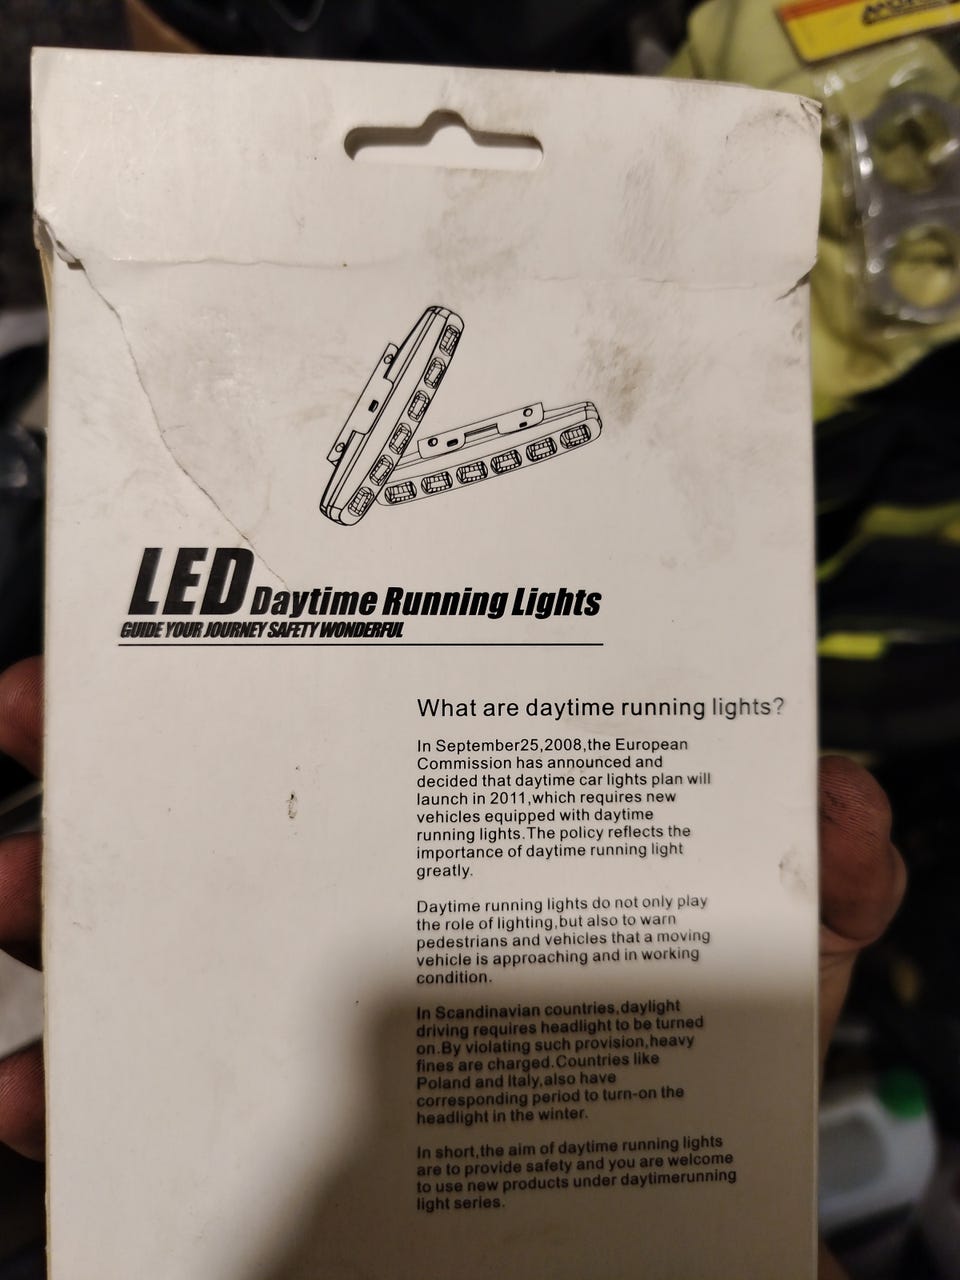 LED Daytime Running Lights
GUIDE YOUR JOURNEY SAFETY WONDERFUL
What are daytime running lights?
In September25,2008,the European
Commission has announced and
decided that daytime car lights plan will
launch in 2011,which requires new
vehicles equipped with daytime
running lights.The policy reflects the
importance of daytime running light
greatly.
Daytime running lights do not only play
the role of lighting,but also to warn
pedestrians and vehicles that a moving
vehicle is approaching and in working
condition.
In Scandinavian countries,daylight
driving requires headlight to be turned
on.By violating such provision,heavy
fines are charged.Countries like
Poland and Italy,also have
corresponding period to turn-on the
headlight in the winter.
In short,the aim of daytime running lights
are to provide safety and you are welcome
to use new products under daytimerunning
light series.